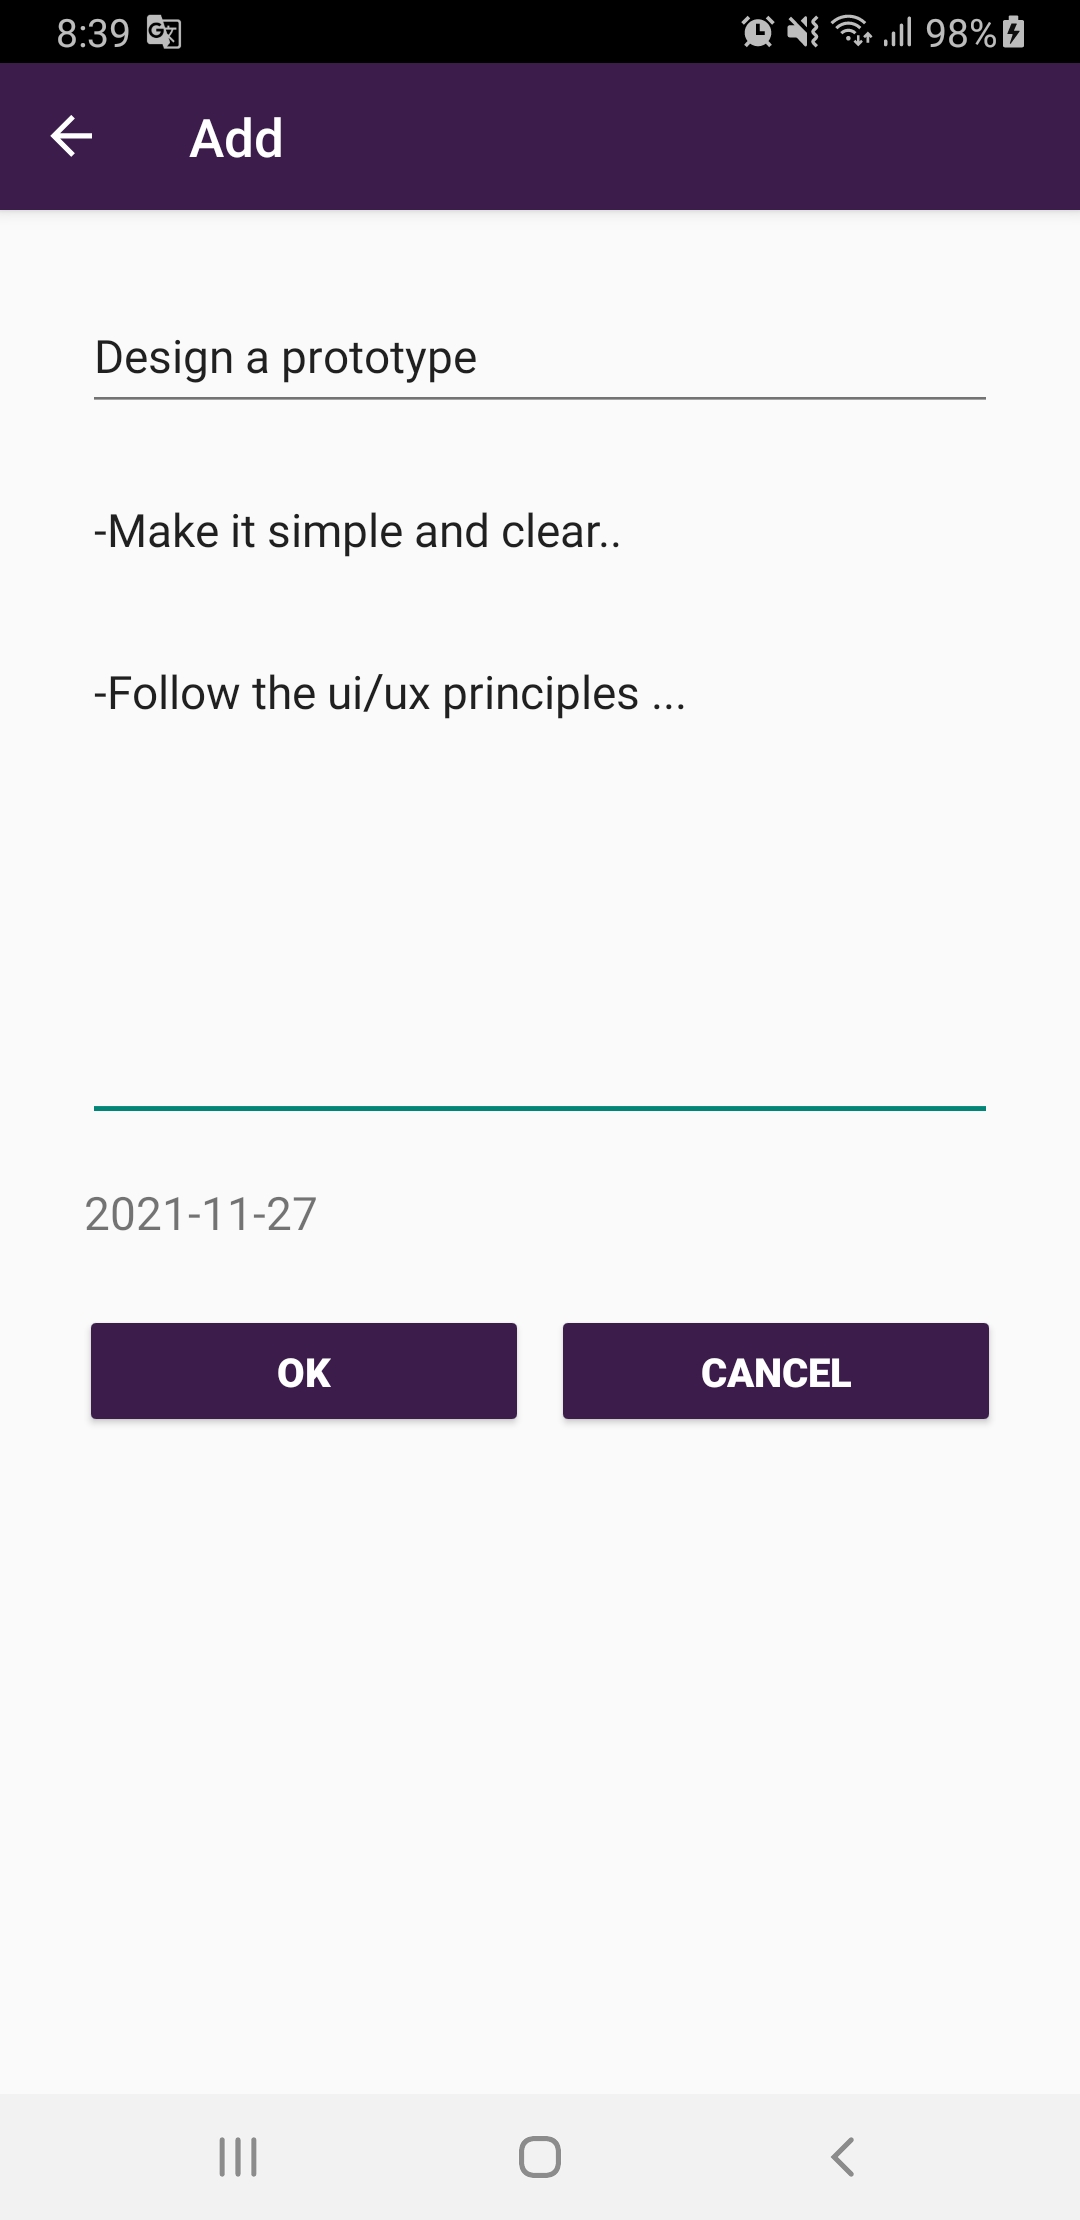 8:39
98%
Add
Design a prototype
-Make it simple and clear..
-Follow the ui/ux principles ...
2021-11-27
OK
CANCEL